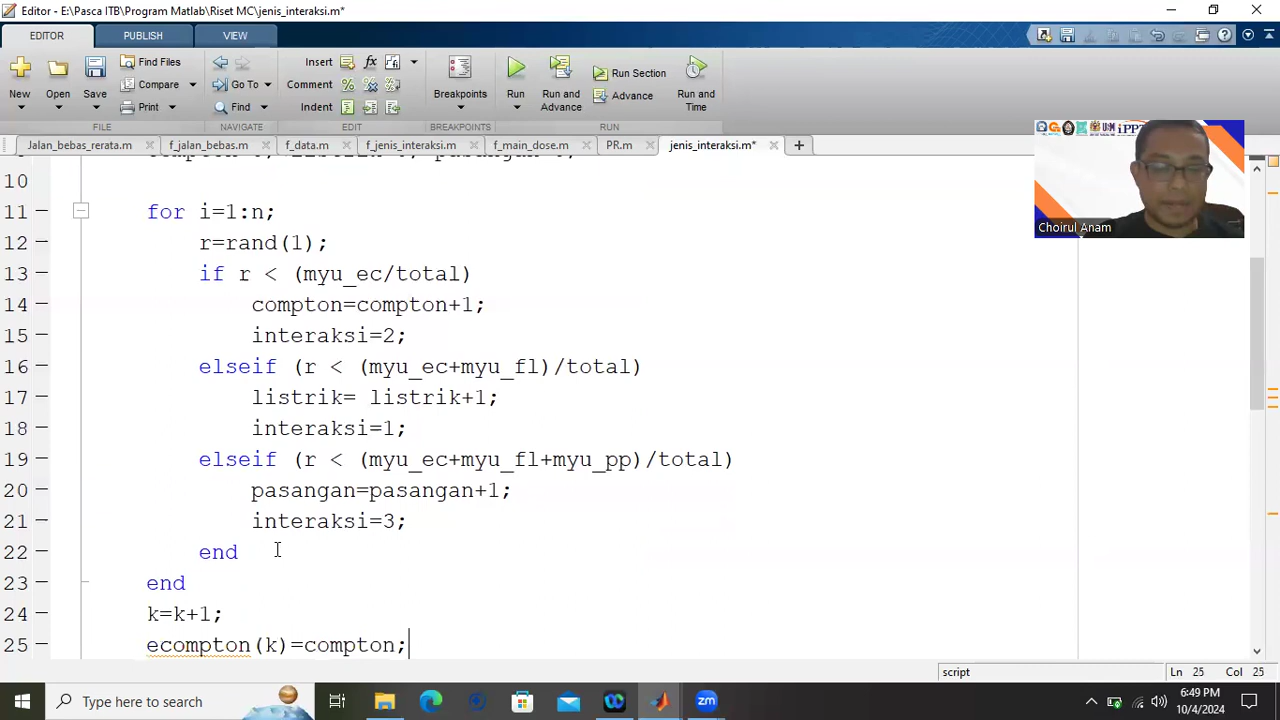 Editor - E:\Pasca ITB\Program Matlab\Riset MC\jenis_interaksi.m*
EDITOR PUBLISH VIEW
New Open Save Find Files Compare Print
Go To Find
Insert Comment Indent
Breakpoints
Run Run and Advance Run Section Advance Run and Time
FILE NAVIGATE EDIT BREAKPOINTS RUN
Jalan_bebas_rerata.m f_jalan_bebas.m f_data.m f_jenis_interaksi.m f_main_dose.m PR.m jenis_interaksi.m*
10
11 for i=1:n;
12 r=rand(1);
13 if r < (myu_ec/total)
14 compton=compton+1;
15 interaksi=2;
16 elseif (r < (myu_ec+myu_fl)/total)
17 listrik= listrik+1;
18 interaksi=1;
19 elseif (r < (myu_ec+myu_fl+myu_pp)/total)
20 pasangan=pasangan+1;
21 interaksi=3;
22 end
23 end
24 k=k+1;
25 ecompton(k)=compton;
USM iPPT
Choirul Anam
script Ln 25 Col 25
Type here to search
6:49 PM
10/4/2024